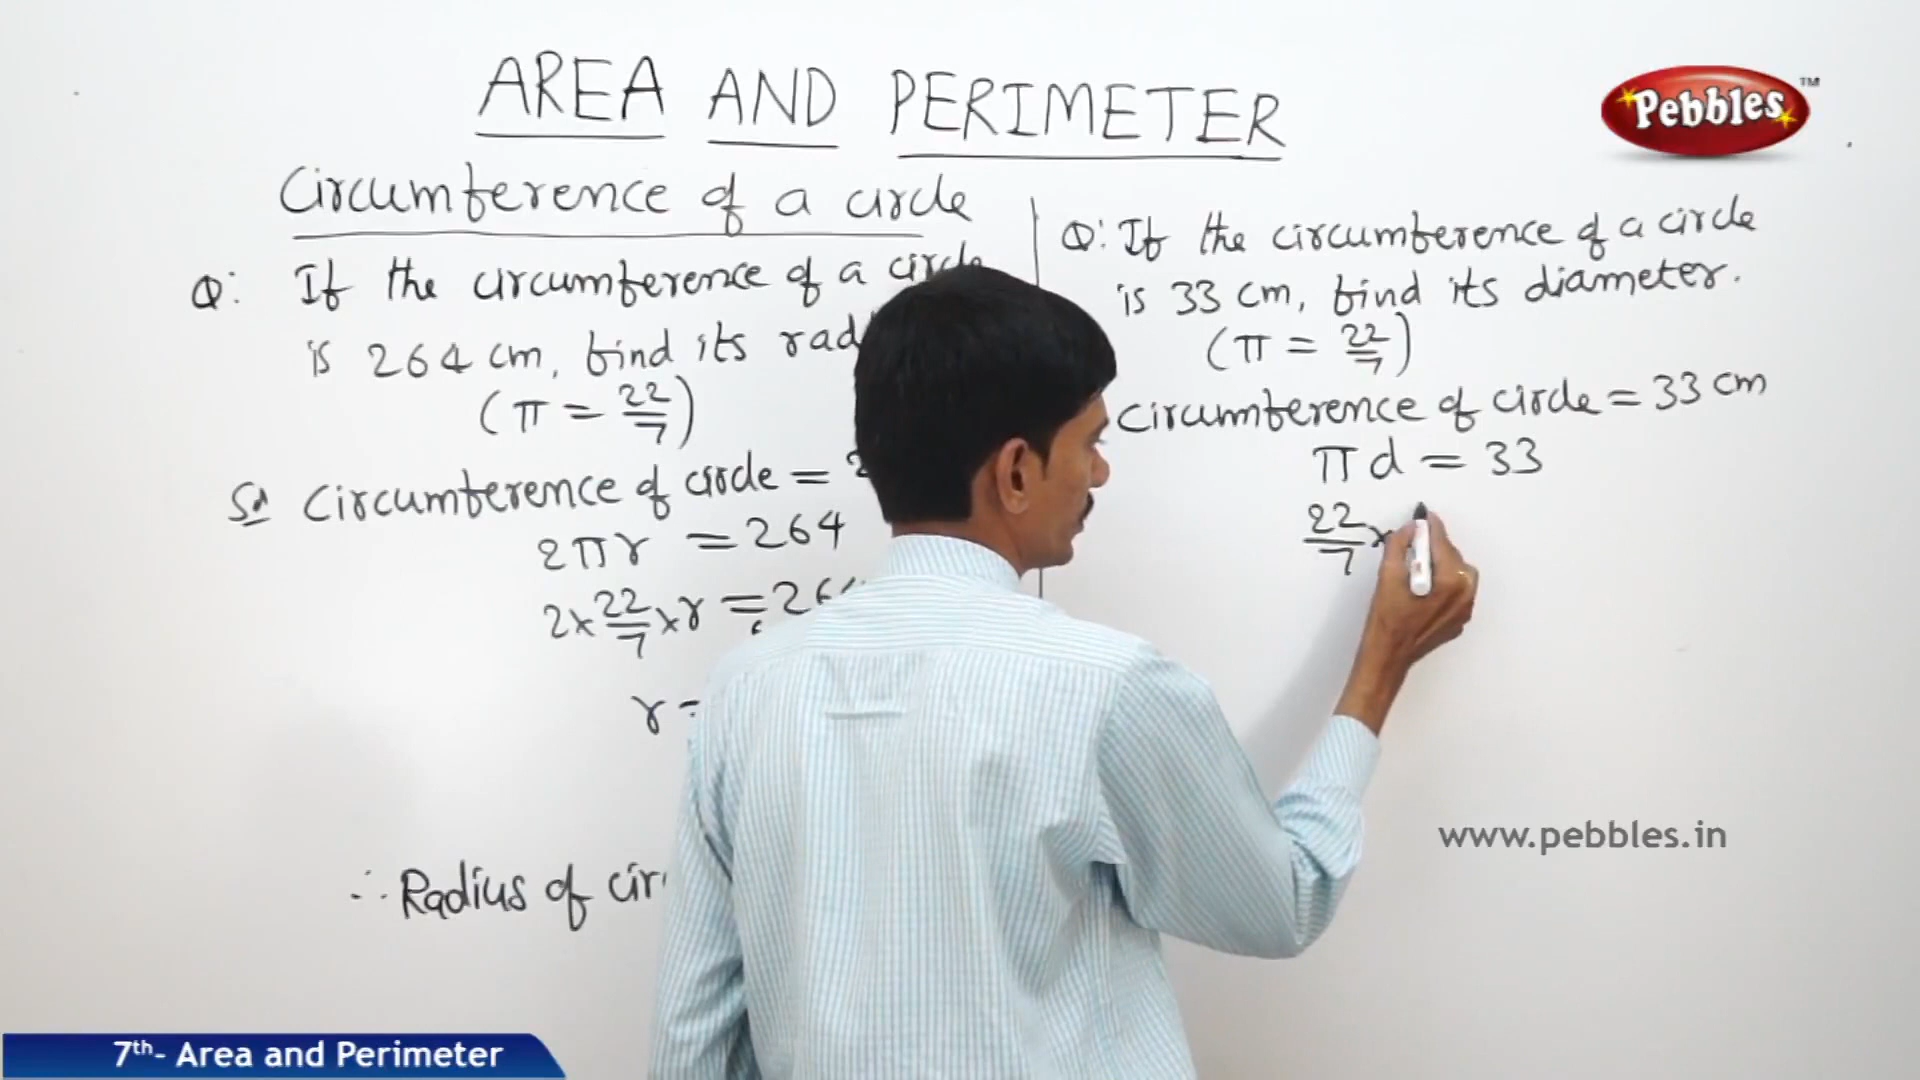 AREA AND PERIMETER
Pebbles™
Circumference of a circle
Q: If the circumference of a circle
is 264 cm, find its
(π = 22/7)
Sol Circumference of circle =
2πr = 264
2 × 22/7 × r =
r =
∴ Radius of
Q: If the circumference of a circle
is 33 cm, find its diameter.
(π = 22/7)
Circumference of circle = 33 cm
πd = 33
22/7 ×
www.pebbles.in
7th- Area and Perimeter